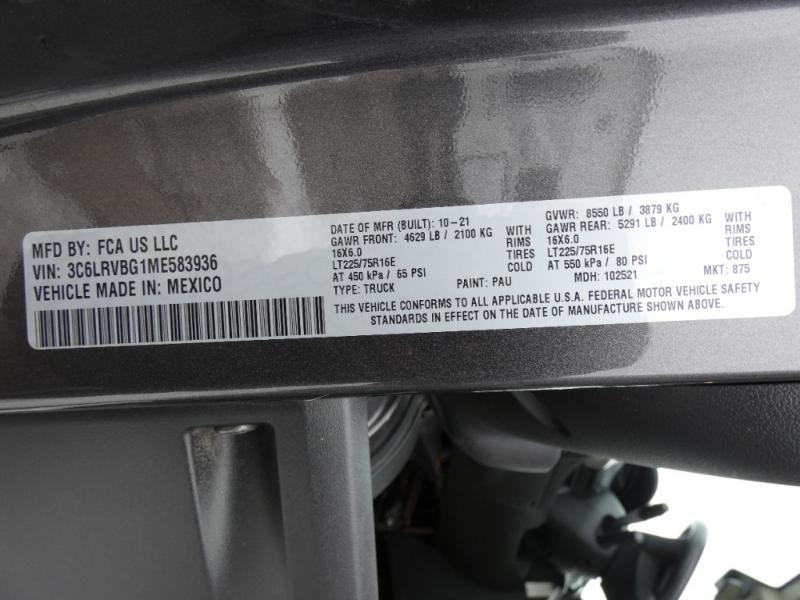 MFD BY: FCA US LLC
VIN: 3C6LRVBG1ME583936
VEHICLE MADE IN: MEXICO
DATE OF MFR (BUILT): 10-21
GAWR FRONT: 4629 LB / 2100 KG WITH
16X6.0 RIMS
LT225/75R16E TIRES
AT 450 kPa / 65 PSI COLD
TYPE: TRUCK PAINT: PAU
GVWR: 8550 LB / 3879 KG
GAWR REAR: 5291 LB / 2400 KG WITH
16X6.0 RIMS
LT225/75R16E TIRES
AT 550 kPa / 80 PSI COLD
MDH: 102521 MKT: 875
THIS VEHICLE CONFORMS TO ALL APPLICABLE U.S.A. FEDERAL MOTOR VEHICLE SAFETY
STANDARDS IN EFFECT ON THE DATE OF MANUFACTURE SHOWN ABOVE.